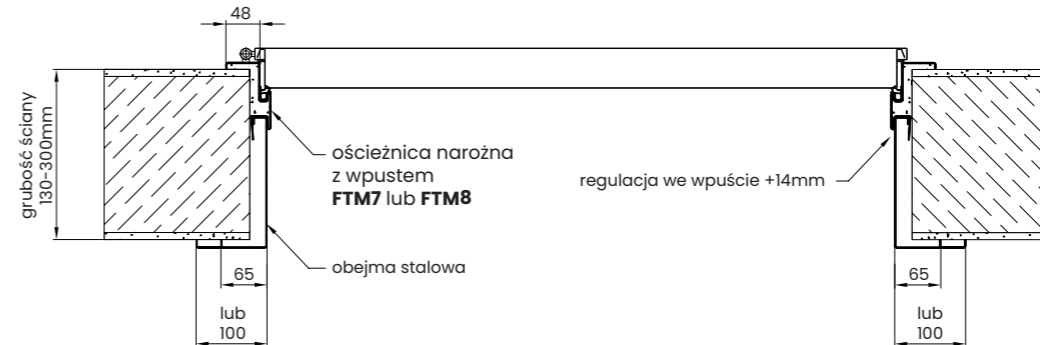 48
grubość ściany
130-300mm
ościeżnica narożna
z wpustem
FTM7 lub FTM8
regulacja we wpuście +14mm
obejma stalowa
65
lub
100
65
lub
100